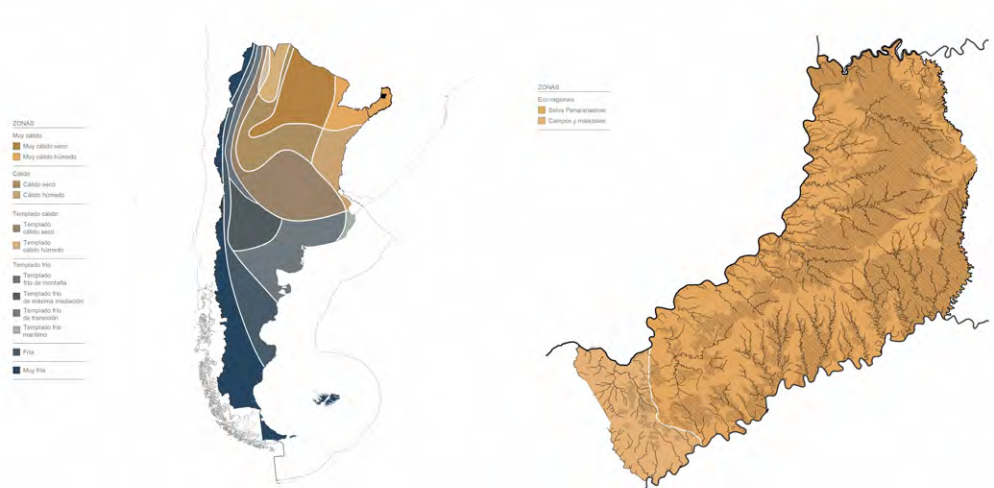 ZONAS
Muy cálido
Muy cálido seco
Muy cálido húmedo
Cálido
Cálido seco
Cálido húmedo
Templado cálido
Templado
cálido seco
Templado
cálido húmedo
Templado frío
Templado
frío de montaña
Templado frío
de máxima irradiación
Templado frío
de transición
Templado frío
marítimo
Fría
Muy fría
ZONAS
Eco-regiones
Selva Paranaense
Campos y malezales